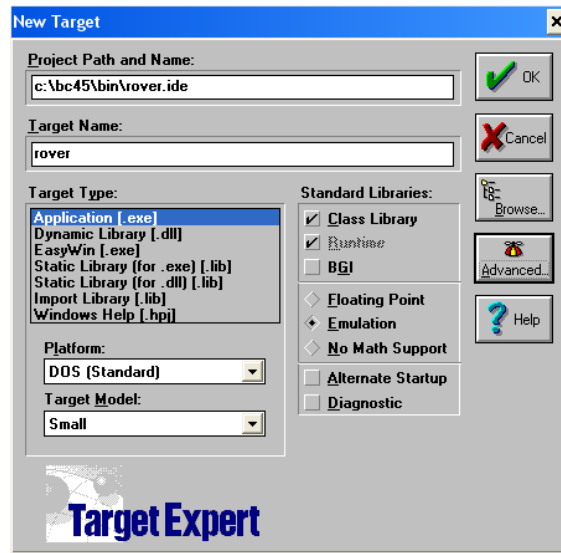 New Target
Project Path and Name:
c:\bc45\bin\rover.ide
OK
Target Name:
rover
Cancel
Target Type:
Application [.exe]
Dynamic Library [.dll]
EasyWin [.exe]
Static Library (for .exe) [.lib]
Static Library (for .dll) [.lib]
Import Library [.lib]
Windows Help [.hpj]
Standard Libraries:
Class Library
Runtime
BGI
Floating Point
Emulation
No Math Support
Alternate Startup
Diagnostic
Browse...
Advanced...
Help
Platform:
DOS (Standard)
Target Model:
Small
Target Expert